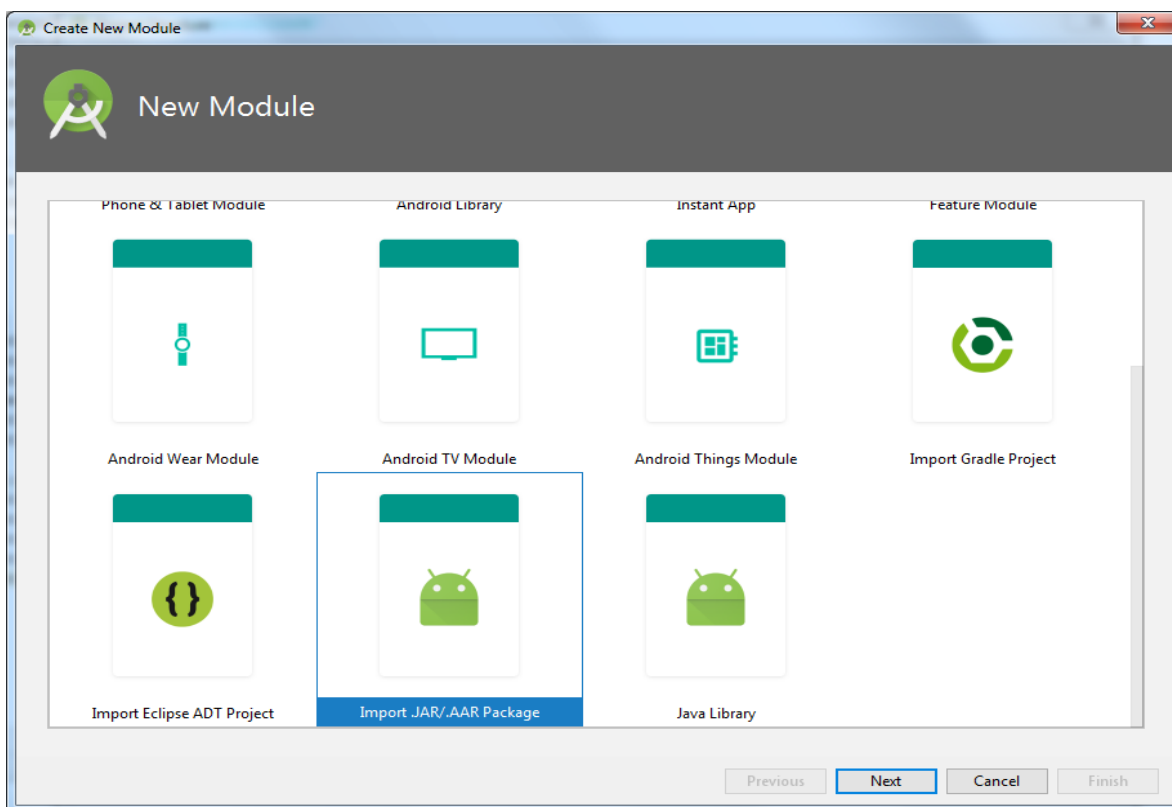 Create New Module
New Module
Phone & Tablet Module
Android Library
Instant App
Feature Module
Android Wear Module
Android TV Module
Android Things Module
Import Gradle Project
Import Eclipse ADT Project
Import .JAR/.AAR Package
Java Library
Previous
Next
Cancel
Finish